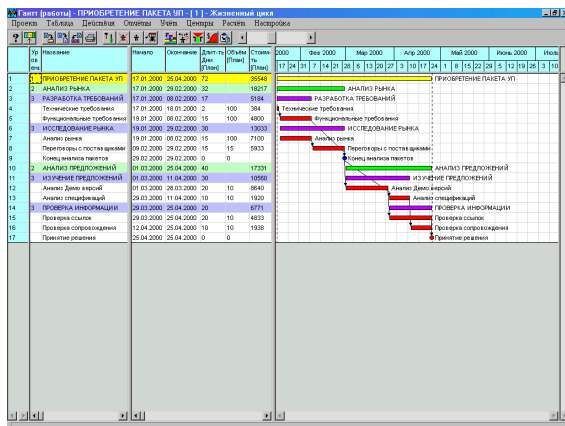 Гантт [работы] - ПРИОБРЕТЕНИЕ ПАКЕТА УП - [ 1 ] - Жизненный цикл
Проект Таблица Действия Отчёты Учёт Центры Расчёт Настройка
Ур ов ень Название Начало Окончание Длит-ть Дни [План] Объём [План] Стоим-ть [План] 2000 Фев 2000 Мар 2000 Апр 2000 Май 2000 Июнь 2000 Июль
17 24 31 7 14 21 28 6 13 20 27 3 10 17 24 1 8 15 22 29 5 12 19 26 3 10
1 1 ПРИОБРЕТЕНИЕ ПАКЕТА УП 17.01.2000 25.04.2000 72 35548 ПРИОБРЕТЕНИЕ ПАКЕТА УП
2 2 АНАЛИЗ РЫНКА 17.01.2000 29.02.2000 32 18217 АНАЛИЗ РЫНКА
3 3 РАЗРАБОТКА ТРЕБОВАНИЙ 17.01.2000 08.02.2000 17 5184 РАЗРАБОТКА ТРЕБОВАНИЙ
4 Технические требования 17.01.2000 18.01.2000 2 100 384 Технические требования
5 Функциональные требования 19.01.2000 08.02.2000 15 100 4800 Функциональные требования
6 3 ИССЛЕДОВАНИЕ РЫНКА 19.01.2000 29.02.2000 30 13033 ИССЛЕДОВАНИЕ РЫНКА
7 Анализ рынка 19.01.2000 08.02.2000 15 100 7100 Анализ рынка
8 Переговоры с поставщиками 09.02.2000 29.02.2000 15 15 5933 Переговоры с поставщиками
9 Конец анализа пакетов 29.02.2000 29.02.2000 0 0 Конец анализа пакетов
10 2 АНАЛИЗ ПРЕДЛОЖЕНИЙ 01.03.2000 25.04.2000 40 17331 АНАЛИЗ ПРЕДЛОЖЕНИЙ
11 3 ИЗУЧЕНИЕ ПРЕДЛОЖЕНИЙ 01.03.2000 11.04.2000 30 10560 ИЗУЧЕНИЕ ПРЕДЛОЖЕНИЙ
12 Анализ Демо версий 01.03.2000 28.03.2000 20 10 8640 Анализ Демо версий
13 Анализ спецификаций 29.03.2000 11.04.2000 10 10 1920 Анализ спецификаций
14 3 ПРОВЕРКА ИНФОРМАЦИИ 29.03.2000 25.04.2000 20 6771 ПРОВЕРКА ИНФОРМАЦИИ
15 Проверка ссылок 29.03.2000 25.04.2000 20 10 4833 Проверка ссылок
16 Проверка сопровождения 12.04.2000 25.04.2000 10 10 1938 Проверка сопровождения
17 Принятие решения 25.04.2000 25.04.2000 0 0 Принятие решения